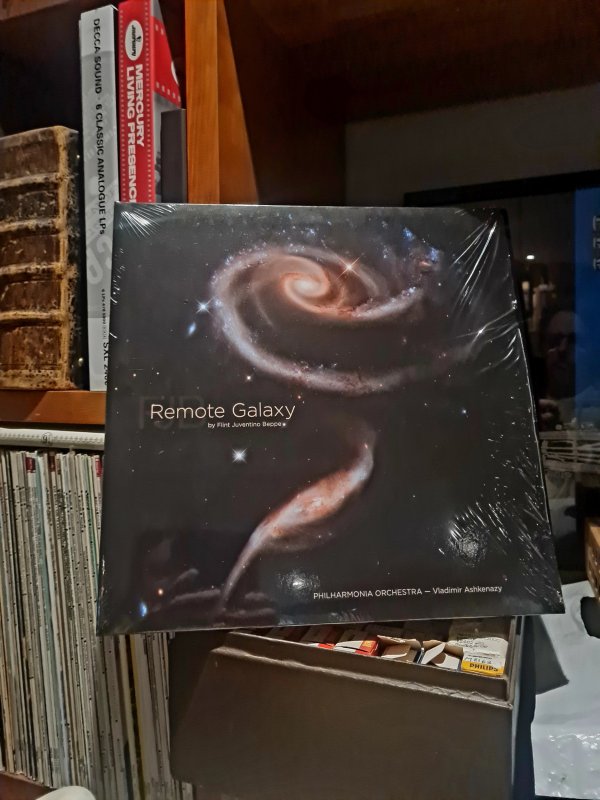 DECCA SOUND · 6 CLASSIC ANALOGUE LPs
MERCURY
LIVING PRESENCE
FJB
Remote Galaxy
by Flint Juventino Beppe
PHILHARMONIA ORCHESTRA — Vladimir Ashkenazy
PHILIPS